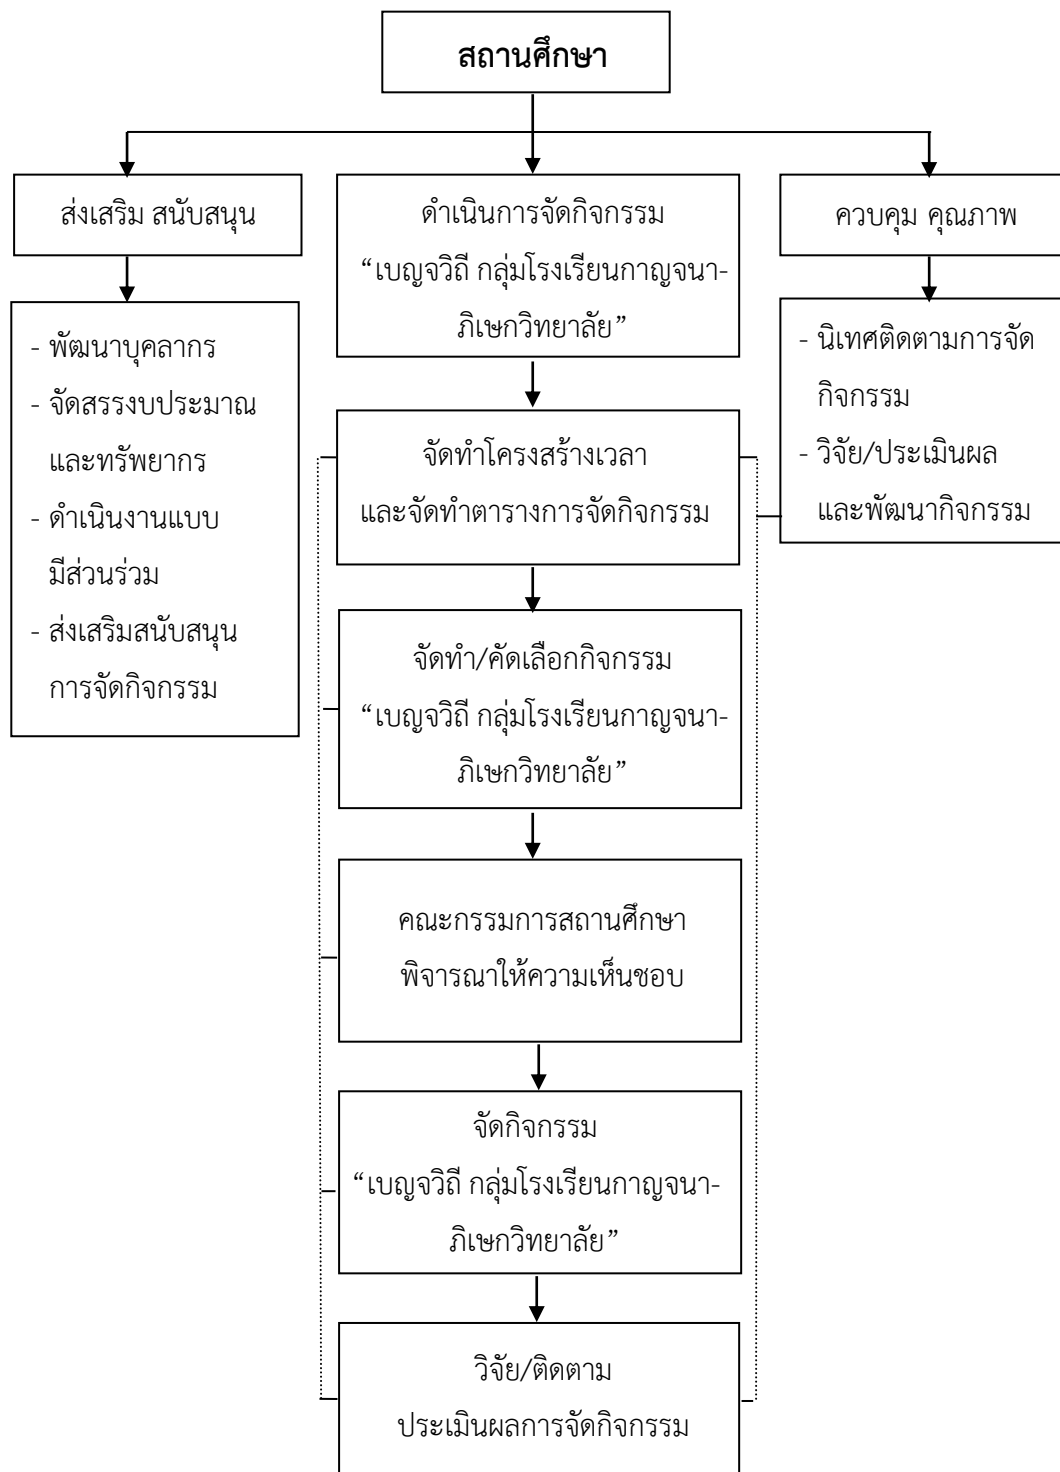 สถานศึกษา
ส่งเสริม สนับสนุน
- พัฒนาบุคลากร
- จัดสรรงบประมาณ
และทรัพยากร
- ดำเนินงานแบบ
มีส่วนร่วม
- ส่งเสริมสนับสนุน
การจัดกิจกรรม
ดำเนินการจัดกิจกรรม
“เบญจวิถี กลุ่มโรงเรียนกาญจนา-
ภิเษกวิทยาลัย”
จัดทำโครงสร้างเวลา
และจัดทำตารางการจัดกิจกรรม
จัดทำ/คัดเลือกกิจกรรม
“เบญจวิถี กลุ่มโรงเรียนกาญจนา-
ภิเษกวิทยาลัย”
คณะกรรมการสถานศึกษา
พิจารณาให้ความเห็นชอบ
จัดกิจกรรม
“เบญจวิถี กลุ่มโรงเรียนกาญจนา-
ภิเษกวิทยาลัย”
วิจัย/ติดตาม
ประเมินผลการจัดกิจกรรม
ควบคุม คุณภาพ
- นิเทศติดตามการจัด
กิจกรรม
- วิจัย/ประเมินผล
และพัฒนากิจกรรม